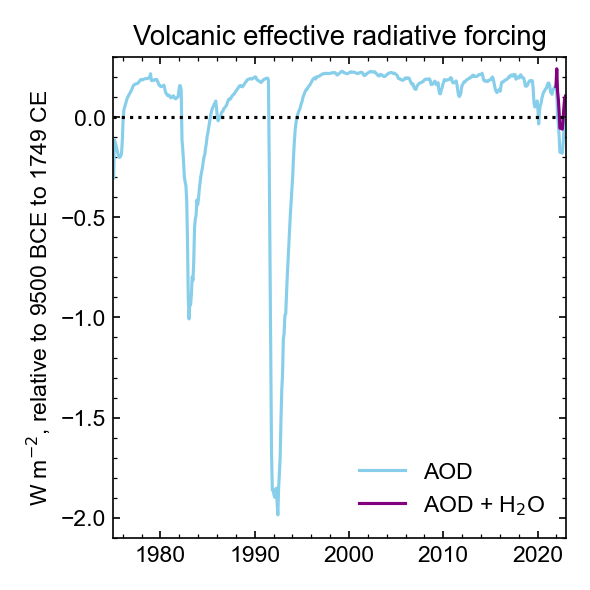 Volcanic effective radiative forcing
W m⁻², relative to 9500 BCE to 1749 CE
0.0
−0.5
−1.0
−1.5
−2.0
AOD
AOD + H₂O
1980 1990 2000 2010 2020